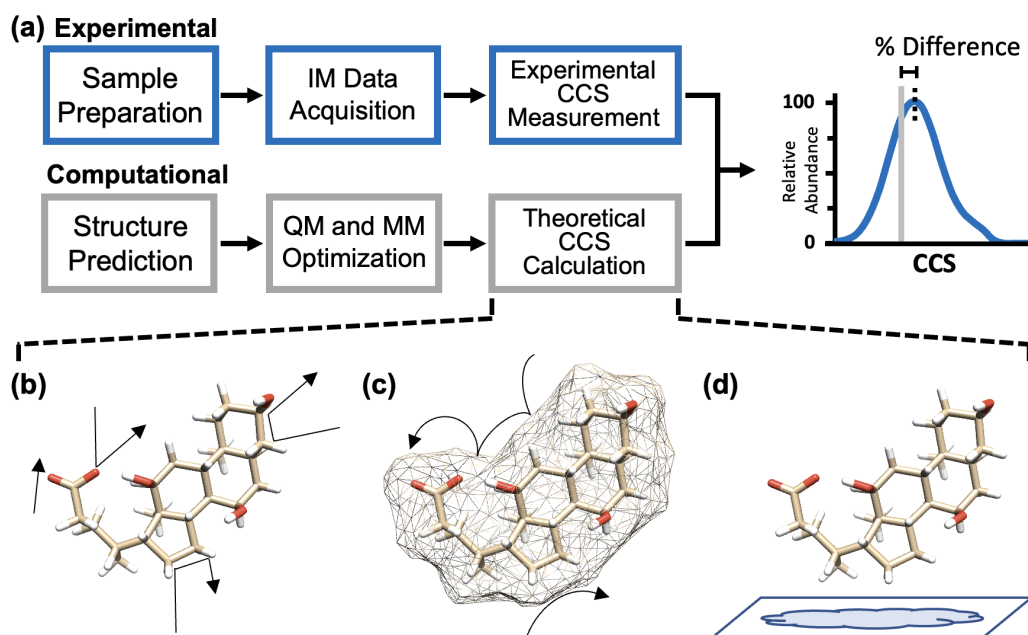 (a) Experimental
Sample
Preparation
IM Data
Acquisition
Experimental
CCS
Measurement
Computational
Structure
Prediction
QM and MM
Optimization
Theoretical
CCS
Calculation
% Difference
100
Relative
Abundance
0
CCS
(b)
(c)
(d)